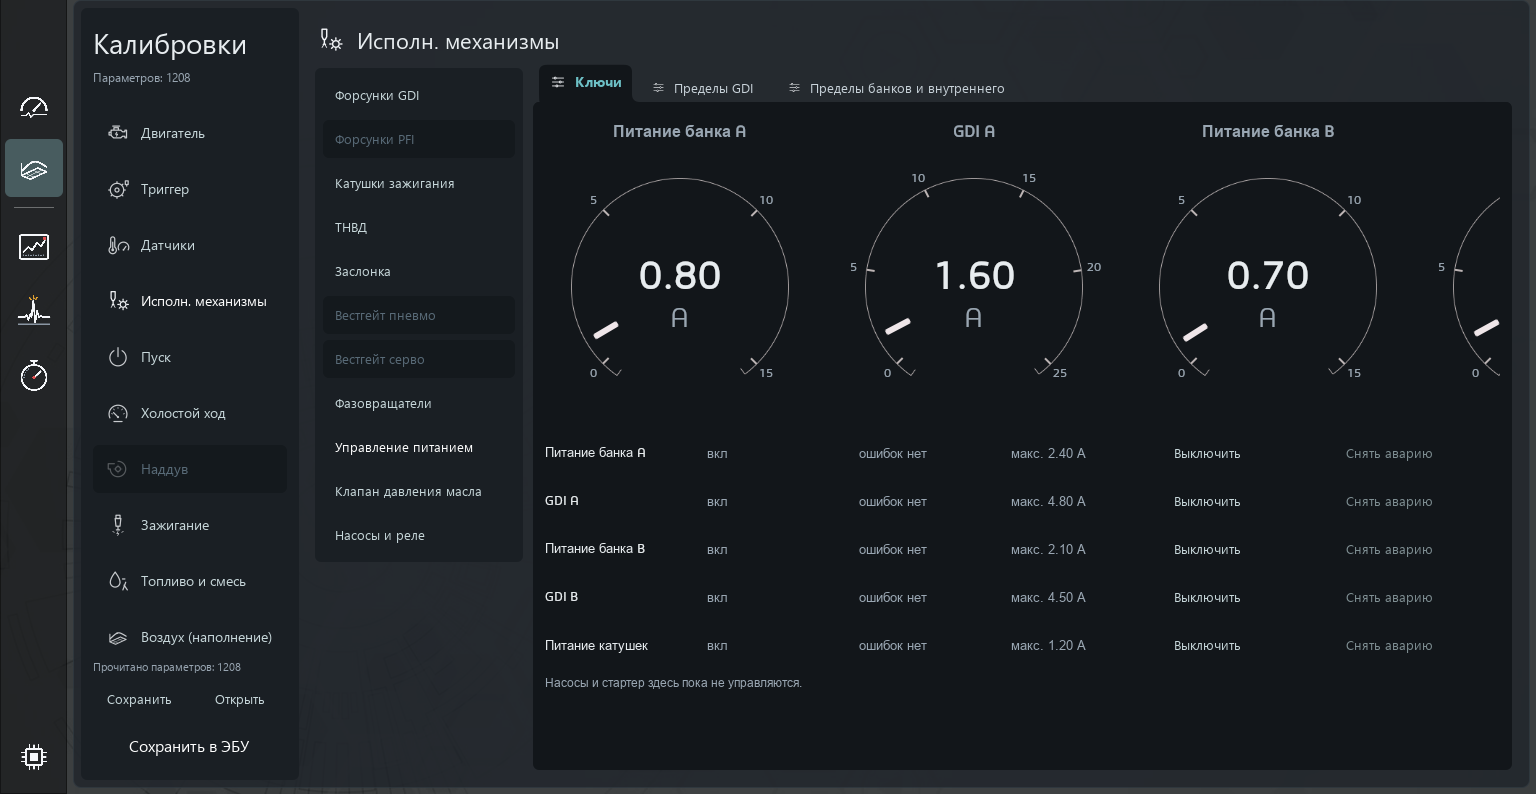 Калибровки
Параметров: 1208
Двигатель
Триггер
Датчики
Исполн. механизмы
Пуск
Холостой ход
Наддув
Зажигание
Топливо и смесь
Воздух (наполнение)
Прочитано параметров: 1208
Сохранить Открыть
Сохранить в ЭБУ
Исполн. механизмы
Форсунки GDI
Форсунки PFI
Катушки зажигания
ТНВД
Заслонка
Вестгейт пневмо
Вестгейт серво
Фазовращатели
Управление питанием
Клапан давления масла
Насосы и реле
Ключи Пределы GDI Пределы банков и внутреннего
Питание банка A
0 5 10 15
0.80
A
GDI A
0 5 10 15 20 25
1.60
A
Питание банка B
0 5 10 15
0.70
A
0 5
Питание банка A вкл ошибок нет макс. 2.40 A Выключить Снять аварию
GDI A вкл ошибок нет макс. 4.80 A Выключить Снять аварию
Питание банка B вкл ошибок нет макс. 2.10 A Выключить Снять аварию
GDI B вкл ошибок нет макс. 4.50 A Выключить Снять аварию
Питание катушек вкл ошибок нет макс. 1.20 A Выключить Снять аварию
Насосы и стартер здесь пока не управляются.